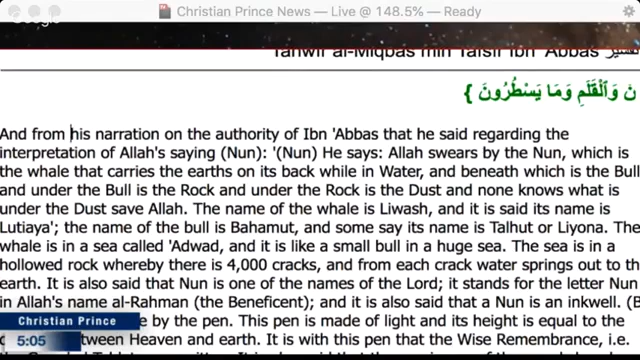 Christian Prince News — Live @ 148.5% — Ready
Tanwîr al-Miqbâs min Tafsîr Ibn 'Abbâs
ن وَٱلْقَلَمِ وَمَا يَسْطُرُونَ }
And from his narration on the authority of Ibn 'Abbas that he said regarding the
interpretation of Allah's saying (Nun): '(Nun) He says: Allah swears by the Nun, which is
the whale that carries the earths on its back while in Water, and beneath which is the Bull
and under the Bull is the Rock and under the Rock is the Dust and none knows what is
under the Dust save Allah. The name of the whale is Liwash, and it is said its name is
Lutiaya'; the name of the bull is Bahamut, and some say its name is Talhut or Liyona. The
whale is in a sea called 'Adwad, and it is like a small bull in a huge sea. The sea is in a
hollowed rock whereby there is 4,000 cracks, and from each crack water springs out to the
earth. It is also said that Nun is one of the names of the Lord; it stands for the letter Nun
in Allah's name al-Rahman (the Beneficent); and it is also said that a Nun is an inkwell. (B
Christian Prince
e by the pen. This pen is made of light and its height is equal to the
5:05
between Heaven and earth. It is with this pen that the Wise Remembrance, i.e.